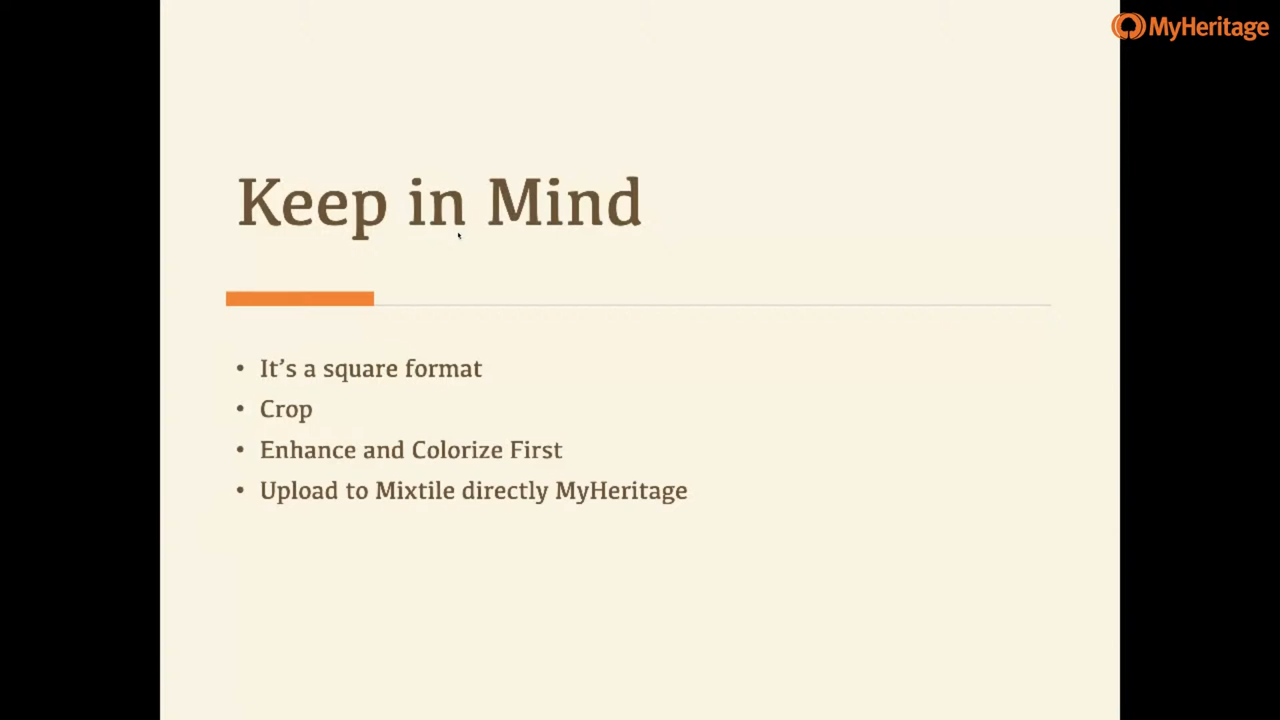 MyHeritage
Keep in Mind
• It's a square format
• Crop
• Enhance and Colorize First
• Upload to Mixtile directly MyHeritage